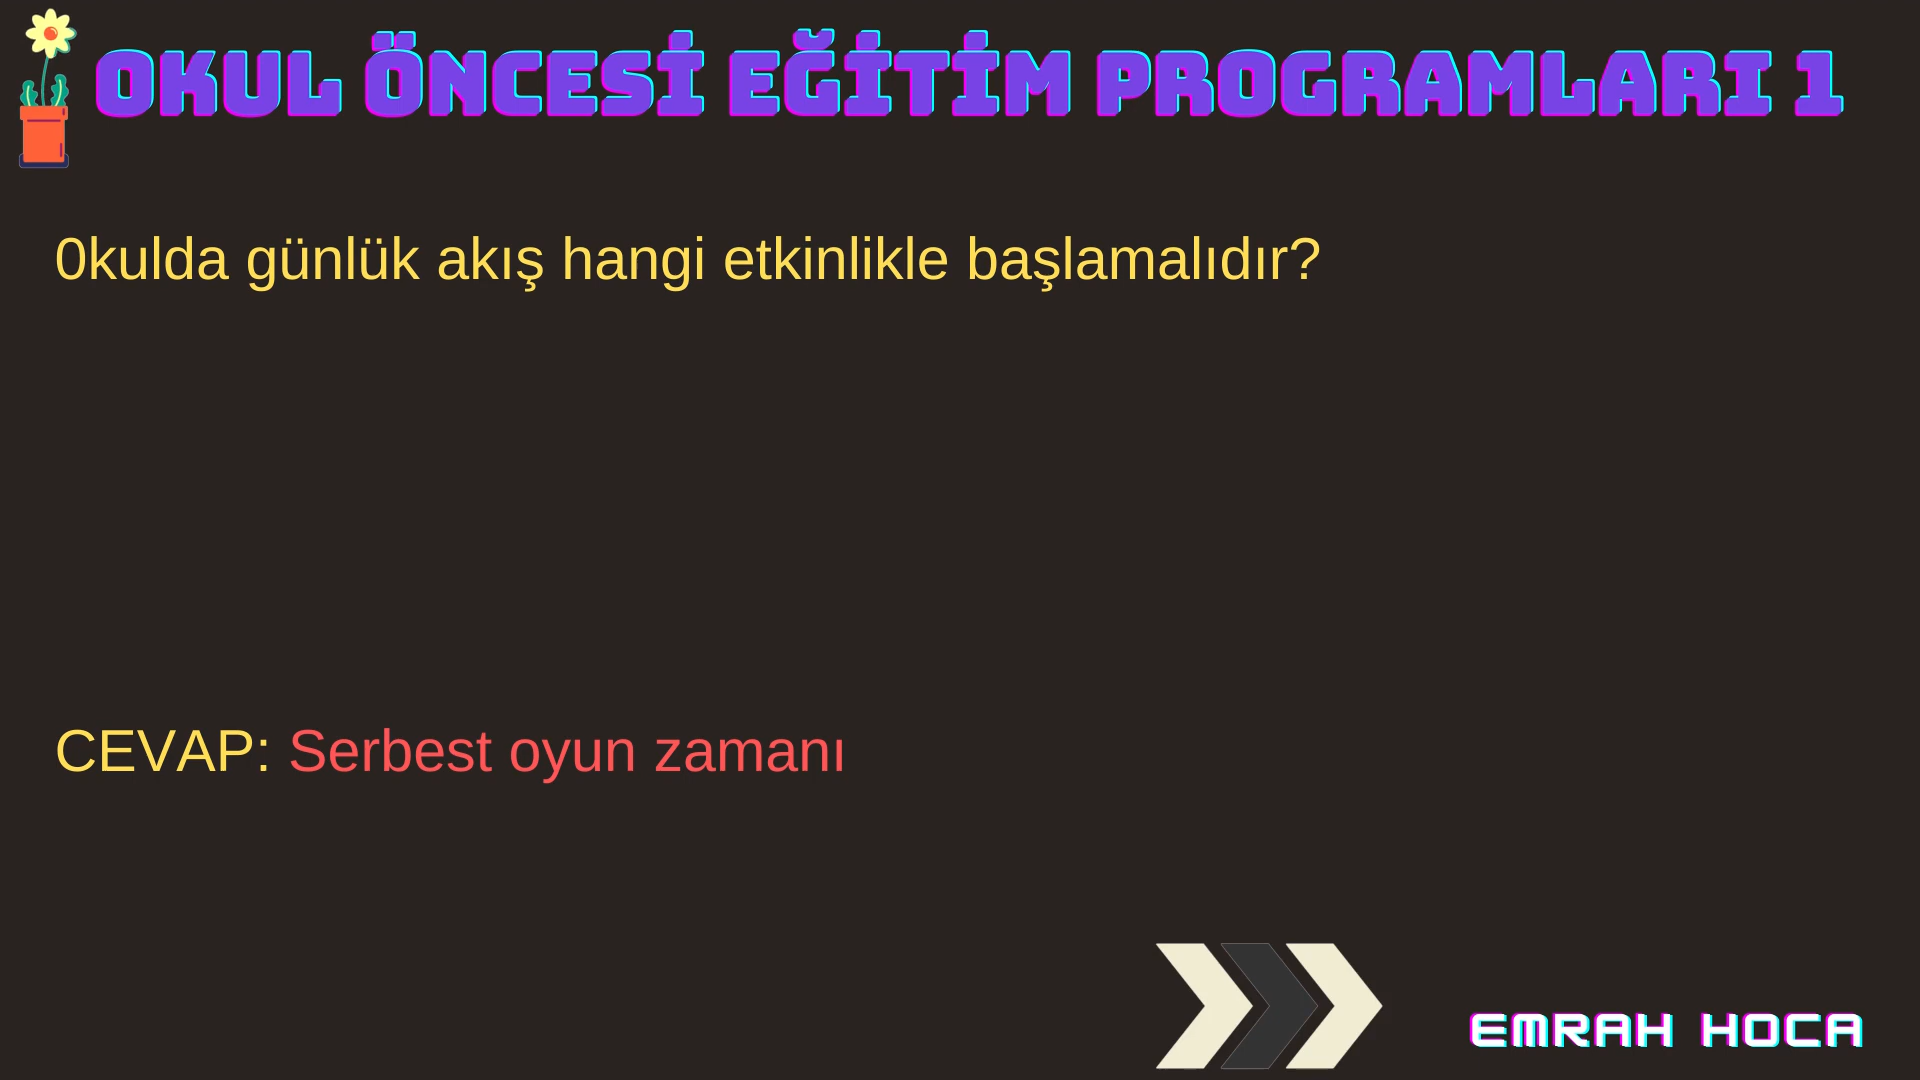 OKUL ÖNCESİ EĞİTİM PROGRAMLARI 1
0kulda günlük akış hangi etkinlikle başlamalıdır?
CEVAP: Serbest oyun zamanı
EMRAH HOCA